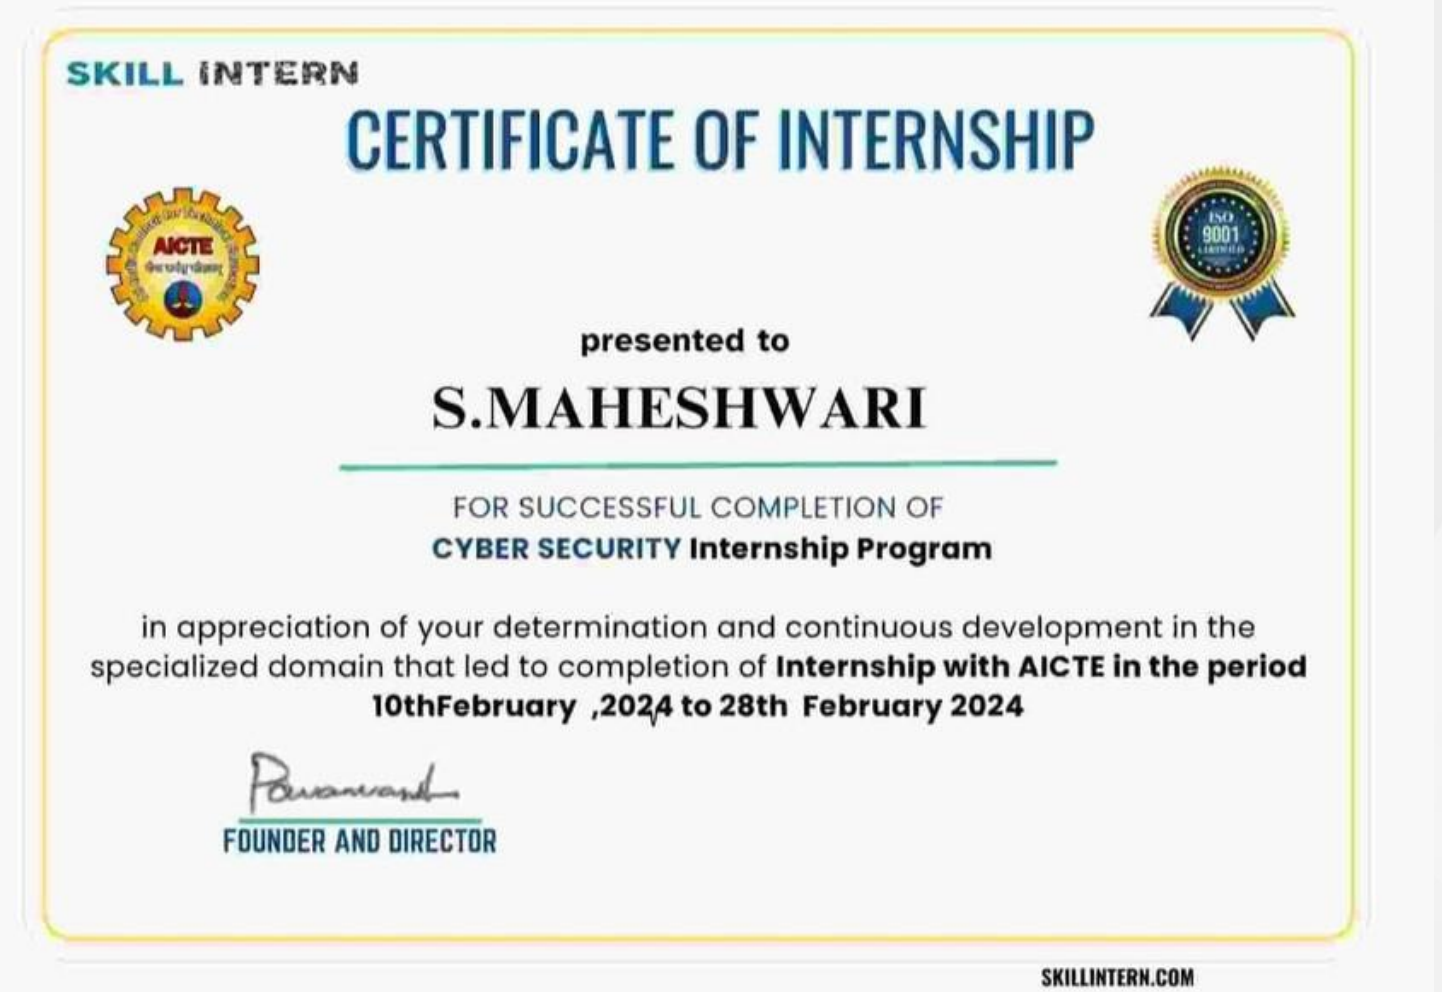 SKILL iNTERN
CERTIFICATE OF INTERNSHIP
AICTE
ISO
9001
CERTIFIED
presented to
S.MAHESHWARI
FOR SUCCESSFUL COMPLETION OF
CYBER SECURITY Internship Program
in appreciation of your determination and continuous development in the
specialized domain that led to completion of Internship with AICTE in the period
10thFebruary ,2024 to 28th February 2024
FOUNDER AND DIRECTOR
SKILLINTERN.COM